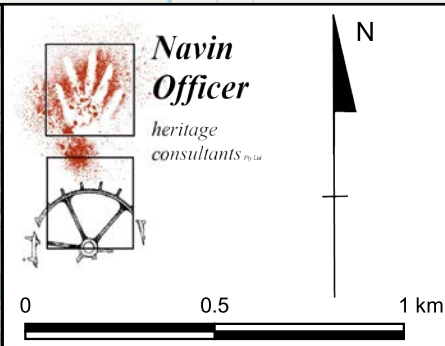 Navin
Officer
heritage
consultants Pty Ltd
N
0 0.5 1 km